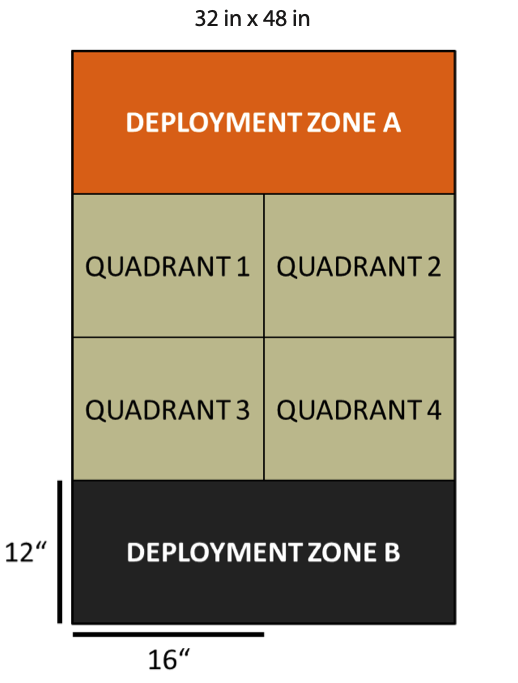 32 in x 48 in
DEPLOYMENT ZONE A
QUADRANT 1
QUADRANT 2
QUADRANT 3
QUADRANT 4
12“
DEPLOYMENT ZONE B
16“